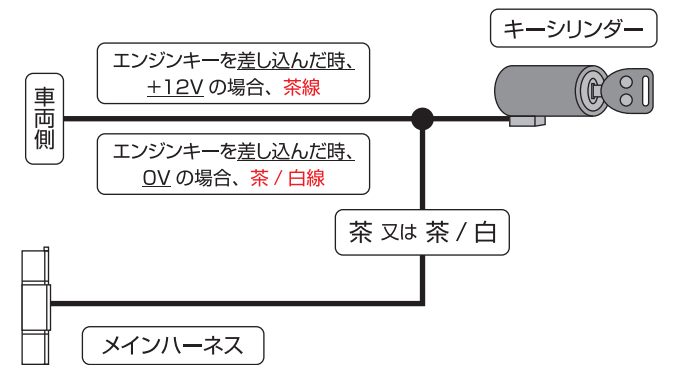 キーシリンダー
エンジンキーを差し込んだ時、
+12V の場合、茶線
車両側
エンジンキーを差し込んだ時、
0V の場合、茶 / 白線
茶 又は 茶 / 白
メインハーネス